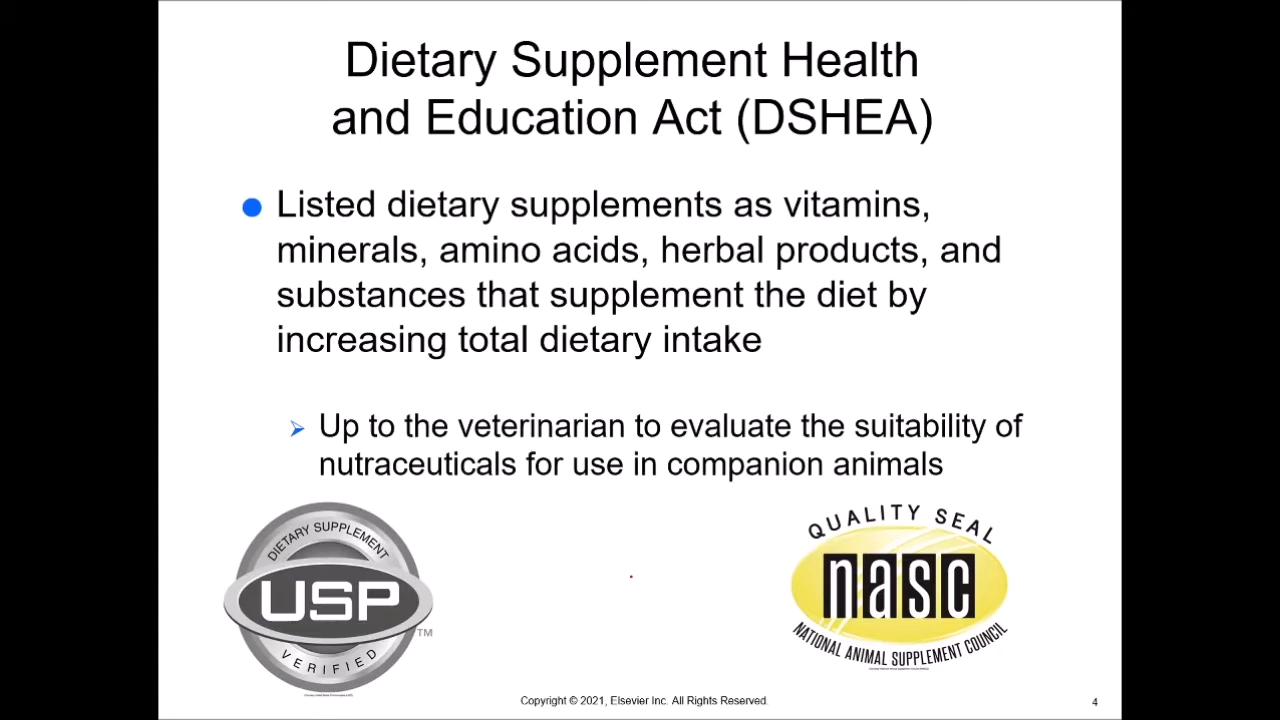 Dietary Supplement Health
and Education Act (DSHEA)
Listed dietary supplements as vitamins,
minerals, amino acids, herbal products, and
substances that supplement the diet by
increasing total dietary intake
Up to the veterinarian to evaluate the suitability of
nutraceuticals for use in companion animals
DIETARY SUPPLEMENT
USP
TM
VERIFIED
QUALITY SEAL
nasc
NATIONAL ANIMAL SUPPLEMENT COUNCIL
Copyright © 2021, Elsevier Inc. All Rights Reserved.
4